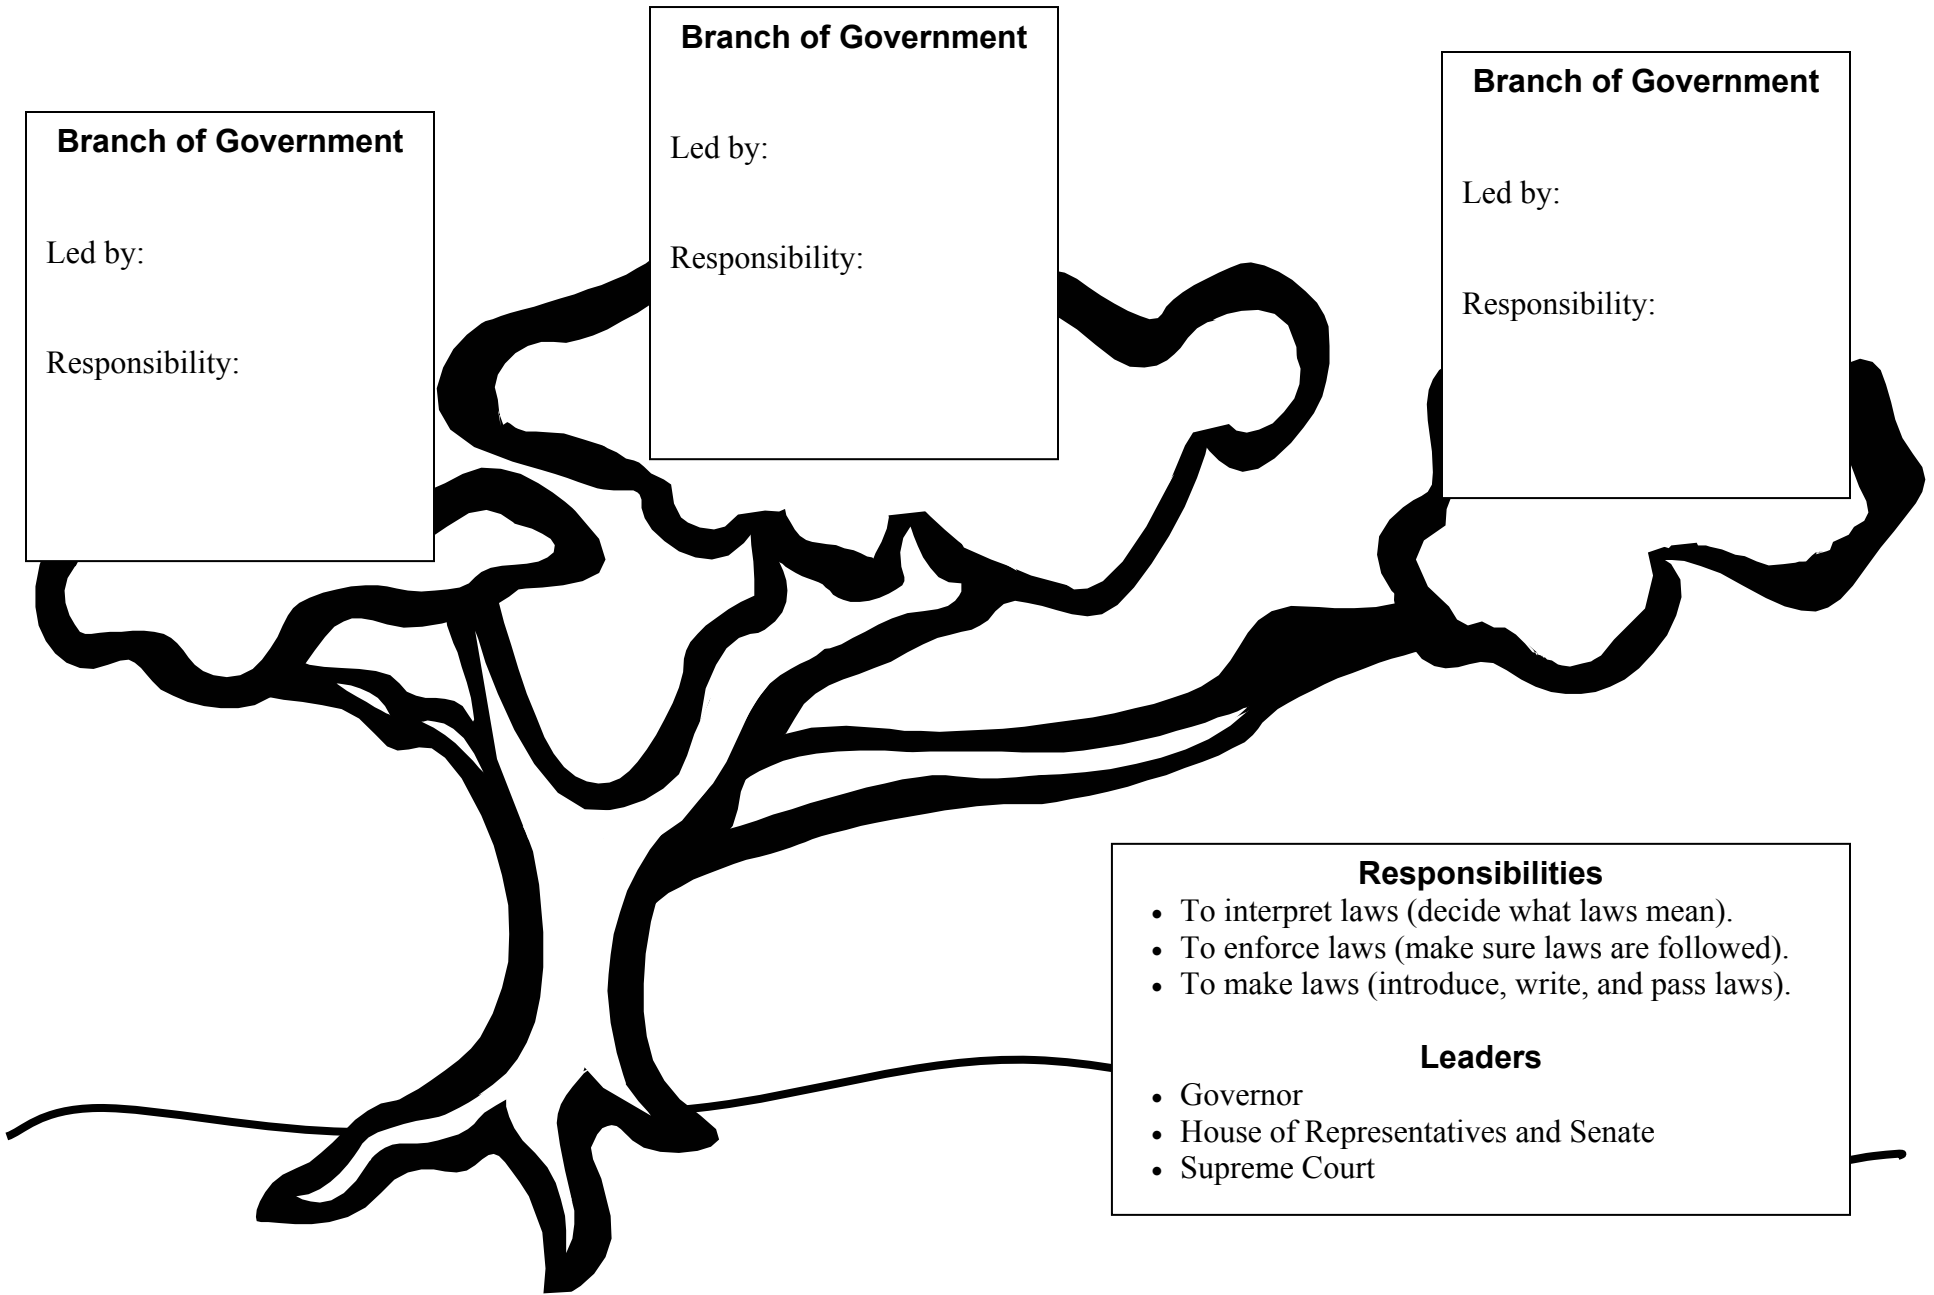 Branch of Government
Led by:
Responsibility:
Branch of Government
Led by:
Responsibility:
Branch of Government
Led by:
Responsibility:
Responsibilities
• To interpret laws (decide what laws mean).
• To enforce laws (make sure laws are followed).
• To make laws (introduce, write, and pass laws).
Leaders
• Governor
• House of Representatives and Senate
• Supreme Court